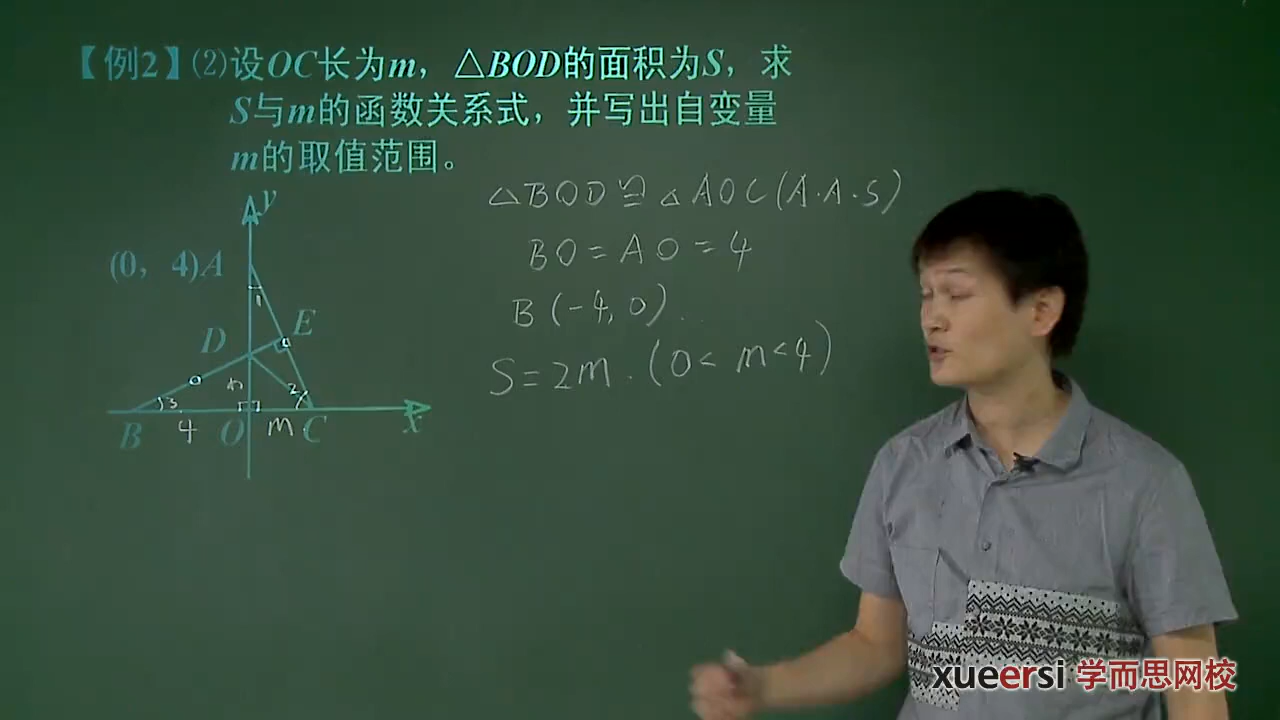 【例2】(2)设OC长为m，△BOD的面积为S，求
S与m的函数关系式，并写出自变量
m的取值范围。
△BOD≌△AOC(A.A.S)
BO=AO=4
B(-4,0)
S=2m.(0<m<4)
y
(0，4)A
1
D
E
3
2
m
B
4
O
m
C
x
xueersi 学而思网校